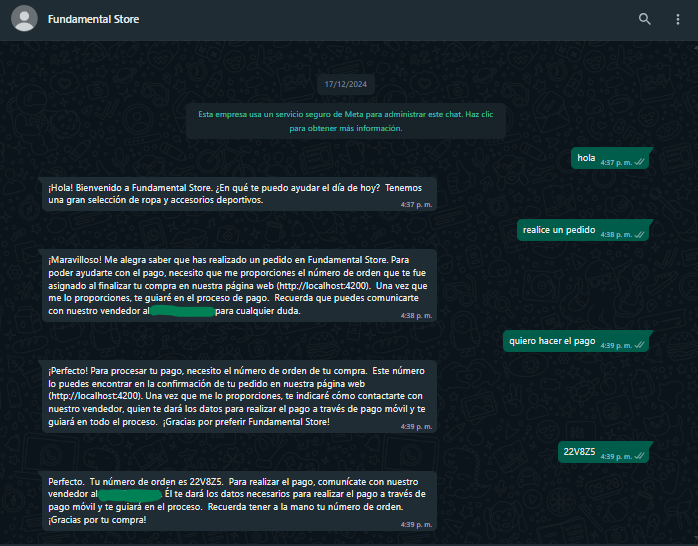 Fundamental Store
17/12/2024
Esta empresa usa un servicio seguro de Meta para administrar este chat. Haz clic
para obtener más información.
hola
4:37 p. m.
¡Hola! Bienvenido a Fundamental Store. ¿En qué te puedo ayudar el día de hoy? Tenemos
una gran selección de ropa y accesorios deportivos.
4:37 p. m.
realice un pedido
4:38 p. m.
¡Maravilloso! Me alegra saber que has realizado un pedido en Fundamental Store. Para
poder ayudarte con el pago, necesito que me proporciones el número de orden que te fue
asignado al finalizar tu compra en nuestra página web (http://localhost:4200). Una vez que
me lo proporciones, te guiaré en el proceso de pago. Recuerda que puedes comunicarte
con nuestro vendedor al para cualquier duda.
4:38 p. m.
quiero hacer el pago
4:39 p. m.
¡Perfecto! Para procesar tu pago, necesito el número de orden de tu compra. Este número
lo puedes encontrar en la confirmación de tu pedido en nuestra página web
(http://localhost:4200). Una vez que me lo proporciones, te indicaré cómo contactarte con
nuestro vendedor, quien te dará los datos para realizar el pago a través de pago móvil y te
guiará en todo el proceso. ¡Gracias por preferir Fundamental Store!
4:39 p. m.
22V8Z5
4:39 p. m.
Perfecto. Tu número de orden es 22V8Z5. Para realizar el pago, comunícate con nuestro
vendedor al . Él te dará los datos necesarios para realizar el pago a través de
pago móvil y te guiará en el proceso. Recuerda tener a la mano tu número de orden.
¡Gracias por tu compra!
4:39 p. m.